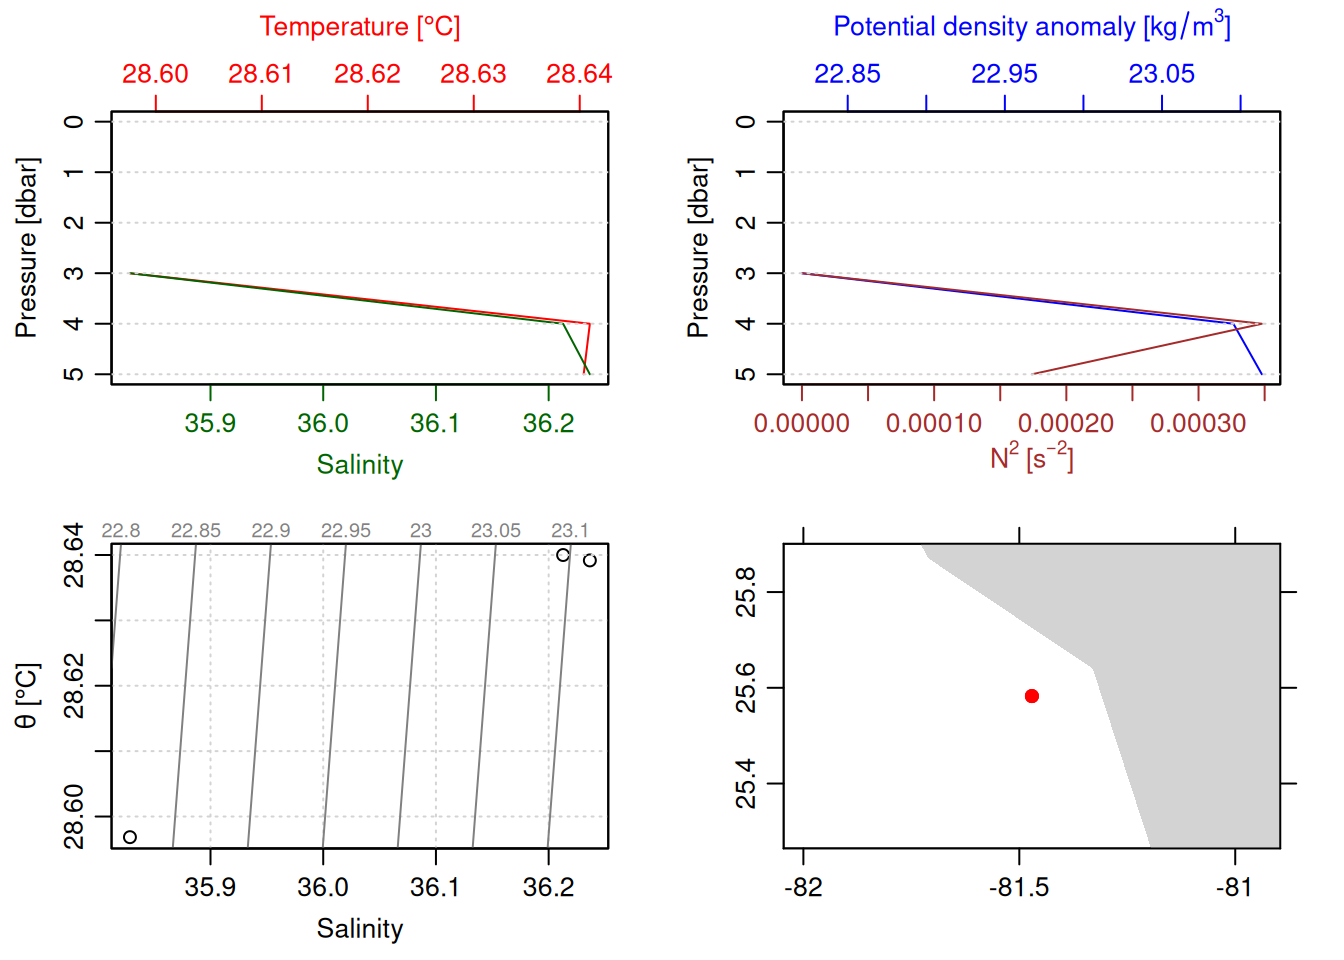 Temperature [°C]
28.60 28.61 28.62 28.63 28.64
Pressure [dbar]
0 1 2 3 4 5
35.9 36.0 36.1 36.2
Salinity
Potential density anomaly [kg/m³]
22.85 22.95 23.05
Pressure [dbar]
0 1 2 3 4 5
0.00000 0.00010 0.00020 0.00030
N² [s⁻²]
22.8 22.85 22.9 22.95 23 23.05 23.1
θ [°C]
28.64
28.62
28.60
35.9 36.0 36.1 36.2
Salinity
25.8
25.6
25.4
-82 -81.5 -81